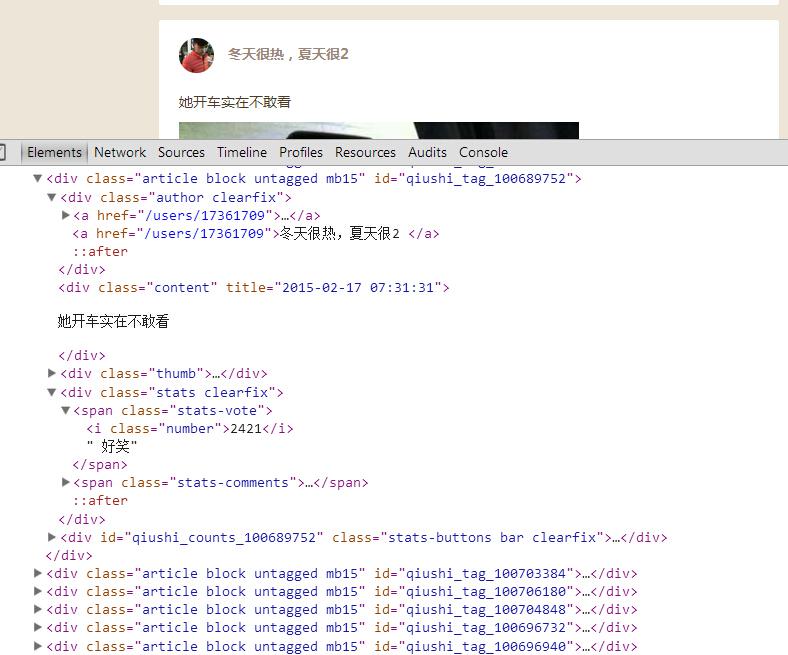 冬天很热，夏天很2
她开车实在不敢看
Elements Network Sources Timeline Profiles Resources Audits Console
<div class="article block untagged mb15" id="qiushi_tag_100689752">
<div class="author clearfix">
<a href="/users/17361709">…</a>
<a href="/users/17361709">冬天很热，夏天很2 </a>
::after
</div>
<div class="content" title="2015-02-17 07:31:31">
她开车实在不敢看
</div>
<div class="thumb">…</div>
<div class="stats clearfix">
<span class="stats-vote">
<i class="number">2421</i>
" 好笑"
</span>
<span class="stats-comments">…</span>
::after
</div>
<div id="qiushi_counts_100689752" class="stats-buttons bar clearfix">…</div>
</div>
<div class="article block untagged mb15" id="qiushi_tag_100703384">…</div>
<div class="article block untagged mb15" id="qiushi_tag_100706180">…</div>
<div class="article block untagged mb15" id="qiushi_tag_100704848">…</div>
<div class="article block untagged mb15" id="qiushi_tag_100696732">…</div>
<div class="article block untagged mb15" id="qiushi_tag_100696940">…</div>